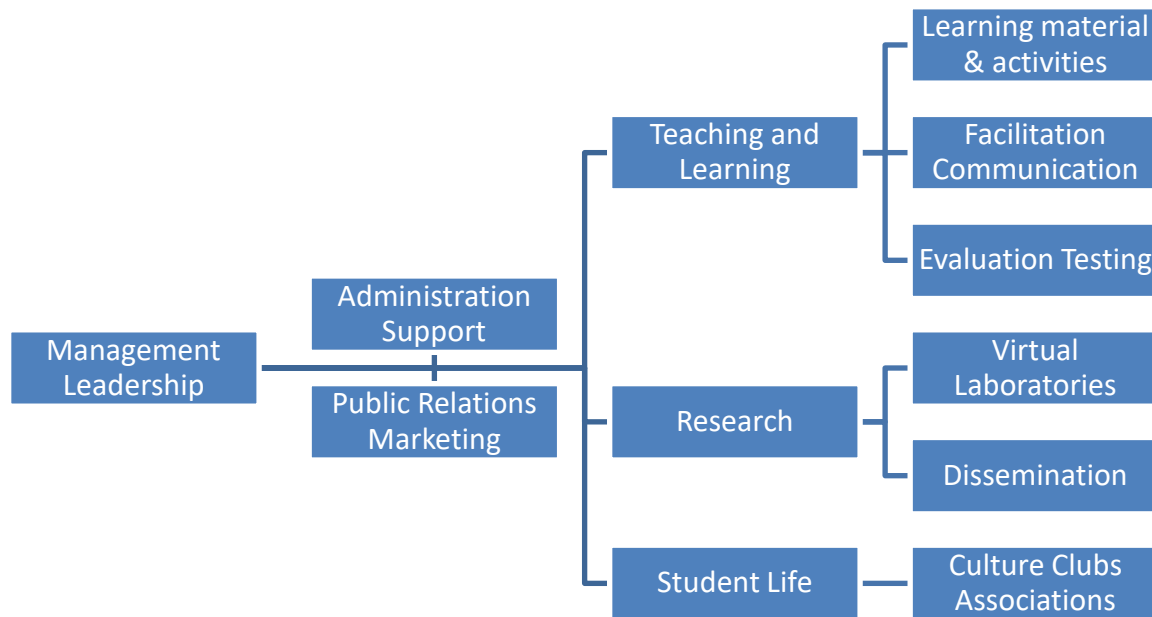 Management
Leadership
Administration
Support
Public Relations
Marketing
Teaching and
Learning
Learning material
& activities
Facilitation
Communication
Evaluation Testing
Research
Virtual
Laboratories
Dissemination
Student Life
Culture Clubs
Associations